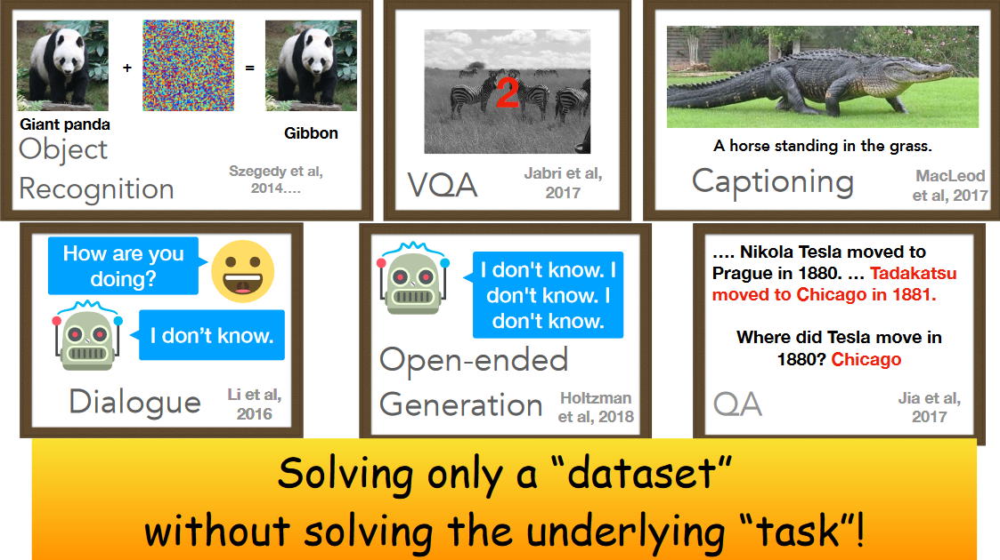 +
=
Giant panda
Gibbon
Object
Recognition
Szegedy et al,
2014....
2
VQA
Jabri et al,
2017
A horse standing in the grass.
Captioning
MacLeod
et al, 2017
How are you
doing?
I don’t know.
Dialogue
Li et al,
2016
I don't know. I
don't know. I
don't know.
Open-ended
Generation
Holtzman
et al, 2018
.... Nikola Tesla moved to
Prague in 1880. ... Tadakatsu
moved to Chicago in 1881.
Where did Tesla move in
1880? Chicago
QA
Jia et al,
2017
Solving only a “dataset”
without solving the underlying “task”!